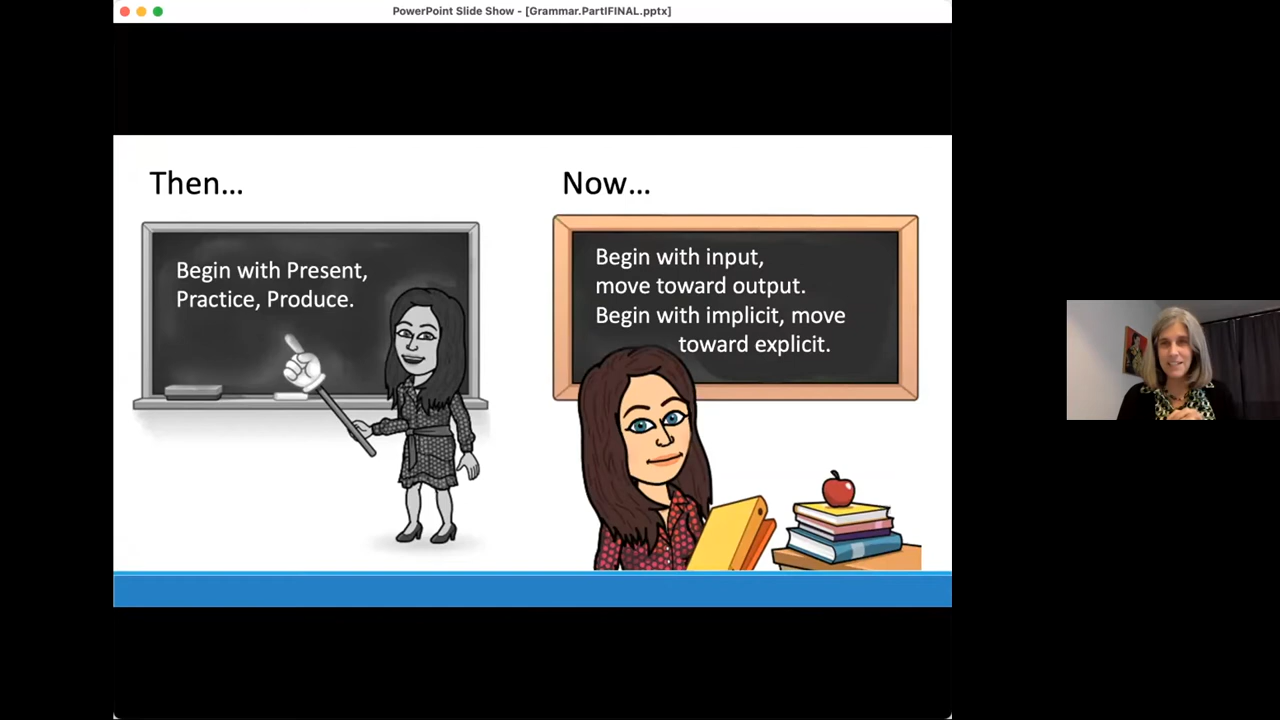 PowerPoint Slide Show - [Grammar.PartIFINAL.pptx]
Then...
Begin with Present,
Practice, Produce.
Now...
Begin with input,
move toward output.
Begin with implicit, move
toward explicit.